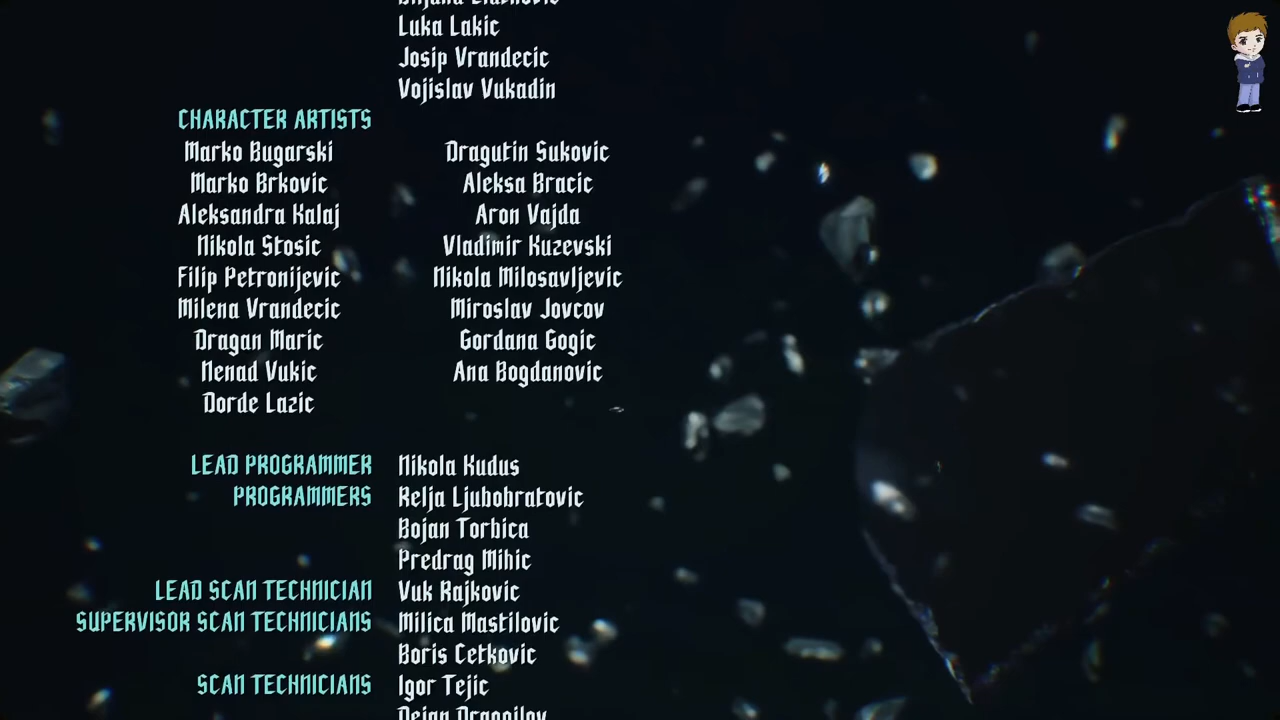 Luka Lakic
Josip Vrandecic
Vojislav Vukadin
CHARACTER ARTISTS
Marko Bugarski Dragutin Sukovic
Marko Brkovic Aleksa Bracic
Aleksandra Kalaj Aron Vajda
Nikola Stosic Vladimir Kuzevski
Filip Petronijevic Nikola Milosavljevic
Milena Vrandecic Miroslav Jovcov
Dragan Maric Gordana Gogic
Nenad Vukic Ana Bogdanovic
Dorde Lazic
LEAD PROGRAMMER Nikola Kudus
PROGRAMMERS Relja Ljubobratovic
Bojan Torbica
Predrag Mihic
LEAD SCAN TECHNICIAN Vuk Rajkovic
SUPERVISOR SCAN TECHNICIANS Milica Mastilovic
Boris Cetkovic
SCAN TECHNICIANS Igor Tejic